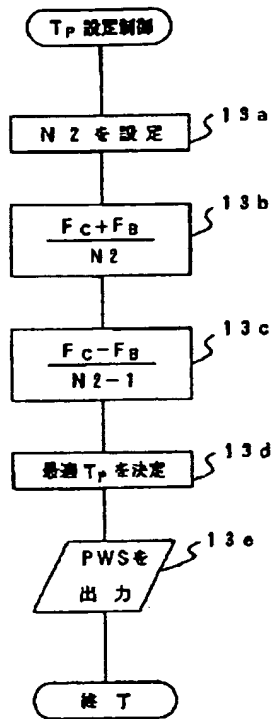 TP 設定制御
13a
N2を設定
13b
FC+FB
N2
13c
FC-FB
N2-1
13d
最適TPを決定
13e
PWSを
出力
終了